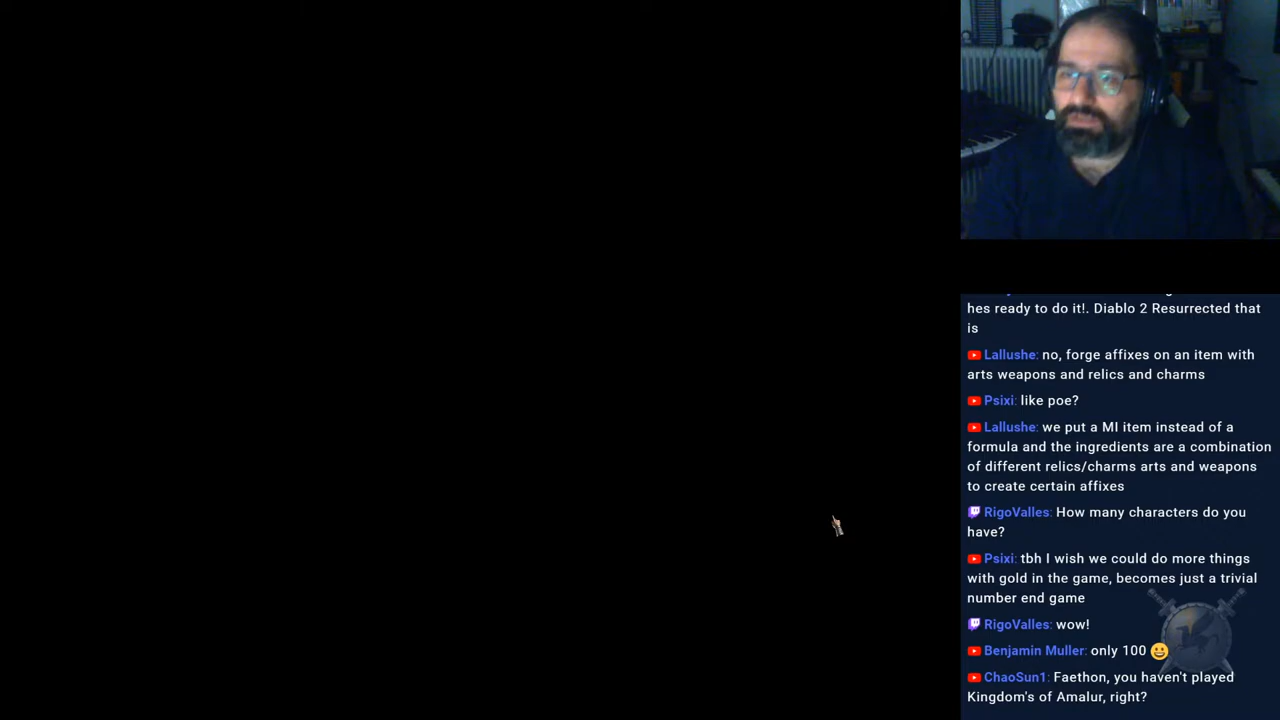 hes ready to do it!. Diablo 2 Resurrected that
is
Lallushe: no, forge affixes on an item with
arts weapons and relics and charms
Psixi: like poe?
Lallushe: we put a MI item instead of a
formula and the ingredients are a combination
of different relics/charms arts and weapons
to create certain affixes
RigoValles: How many characters do you
have?
Psixi: tbh I wish we could do more things
with gold in the game, becomes just a trivial
number end game
RigoValles: wow!
Benjamin Muller: only 100 😀
ChaoSun1: Faethon, you haven't played
Kingdom's of Amalur, right?